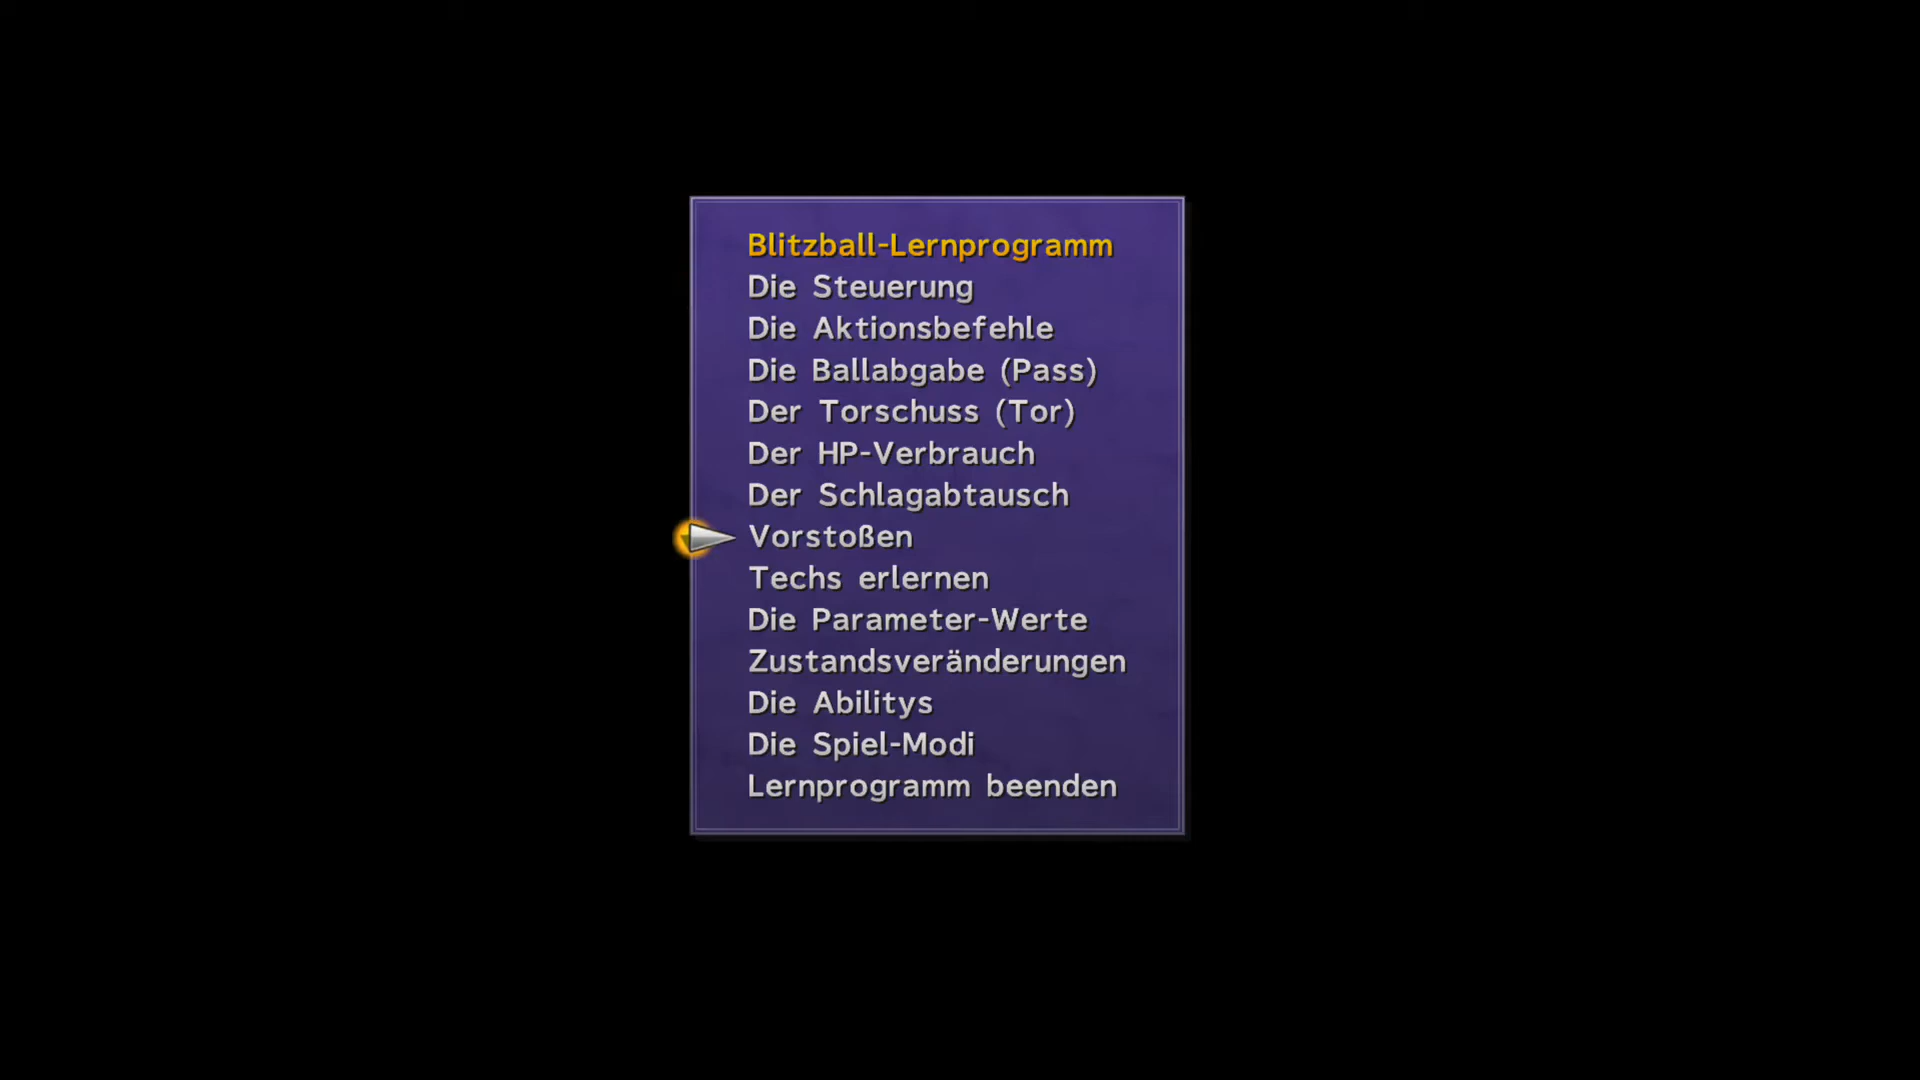 Blitzball-Lernprogramm
Die Steuerung
Die Aktionsbefehle
Die Ballabgabe (Pass)
Der Torschuss (Tor)
Der HP-Verbrauch
Der Schlagabtausch
Vorstoßen
Techs erlernen
Die Parameter-Werte
Zustandsveränderungen
Die Abilitys
Die Spiel-Modi
Lernprogramm beenden